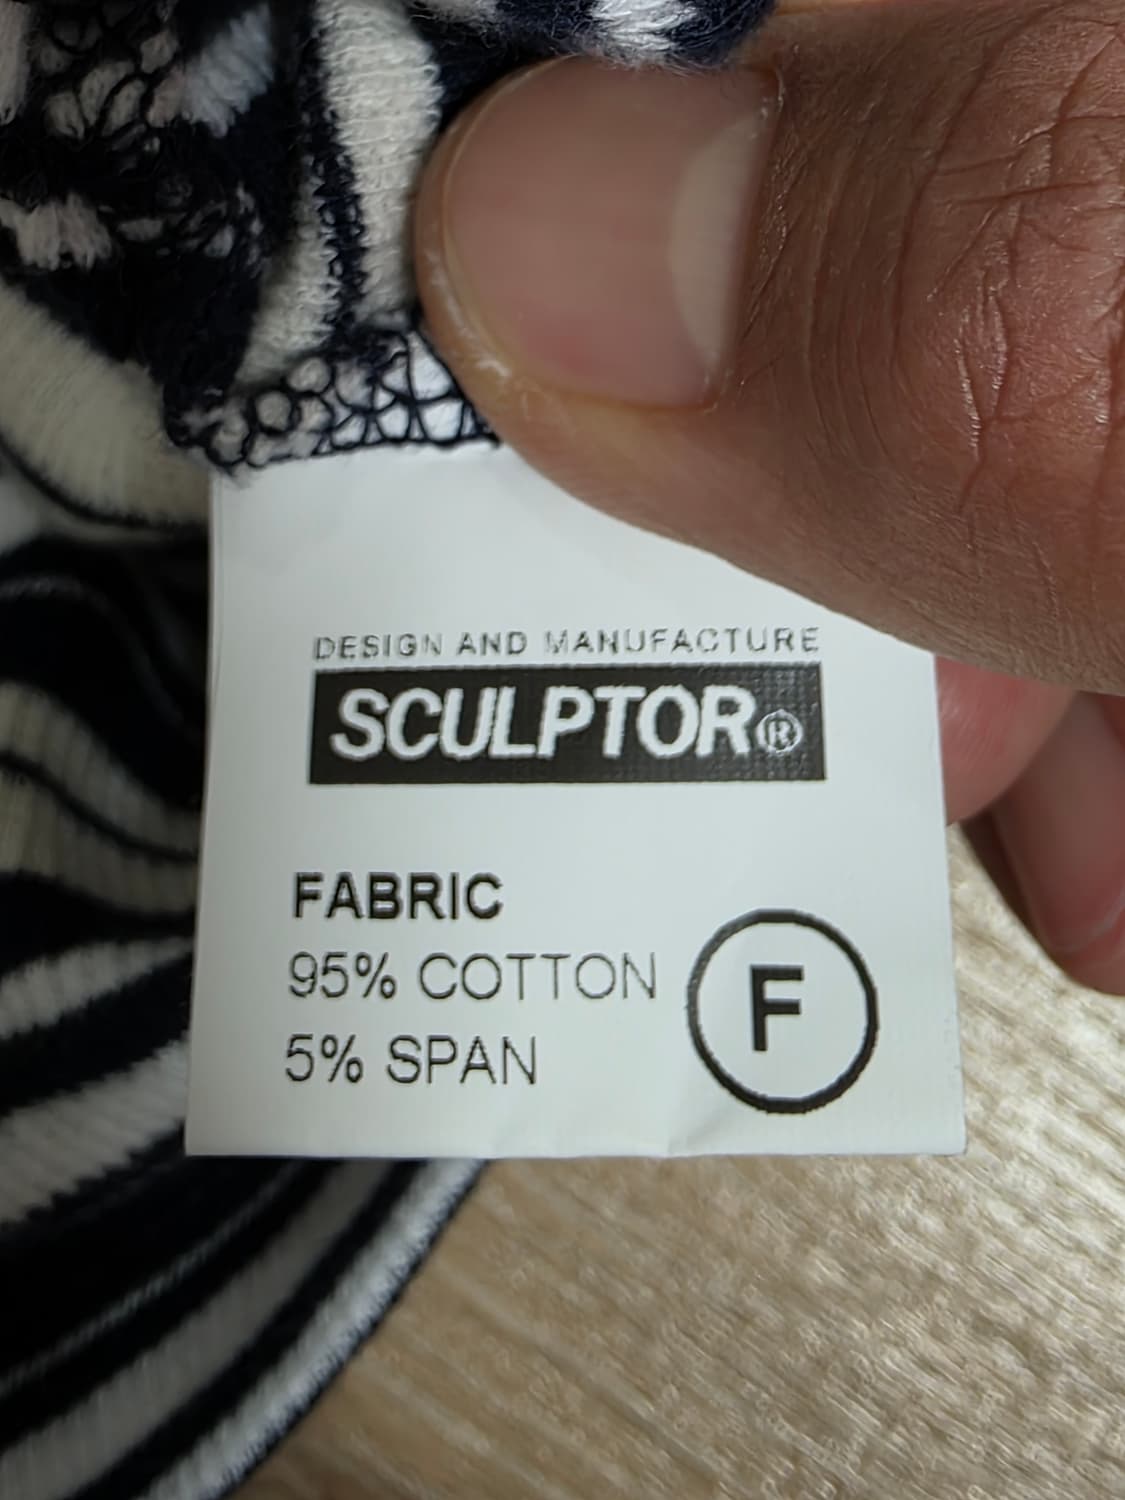 DESIGN AND MANUFACTURE
SCULPTOR®
FABRIC
95% COTTON
5% SPAN
F